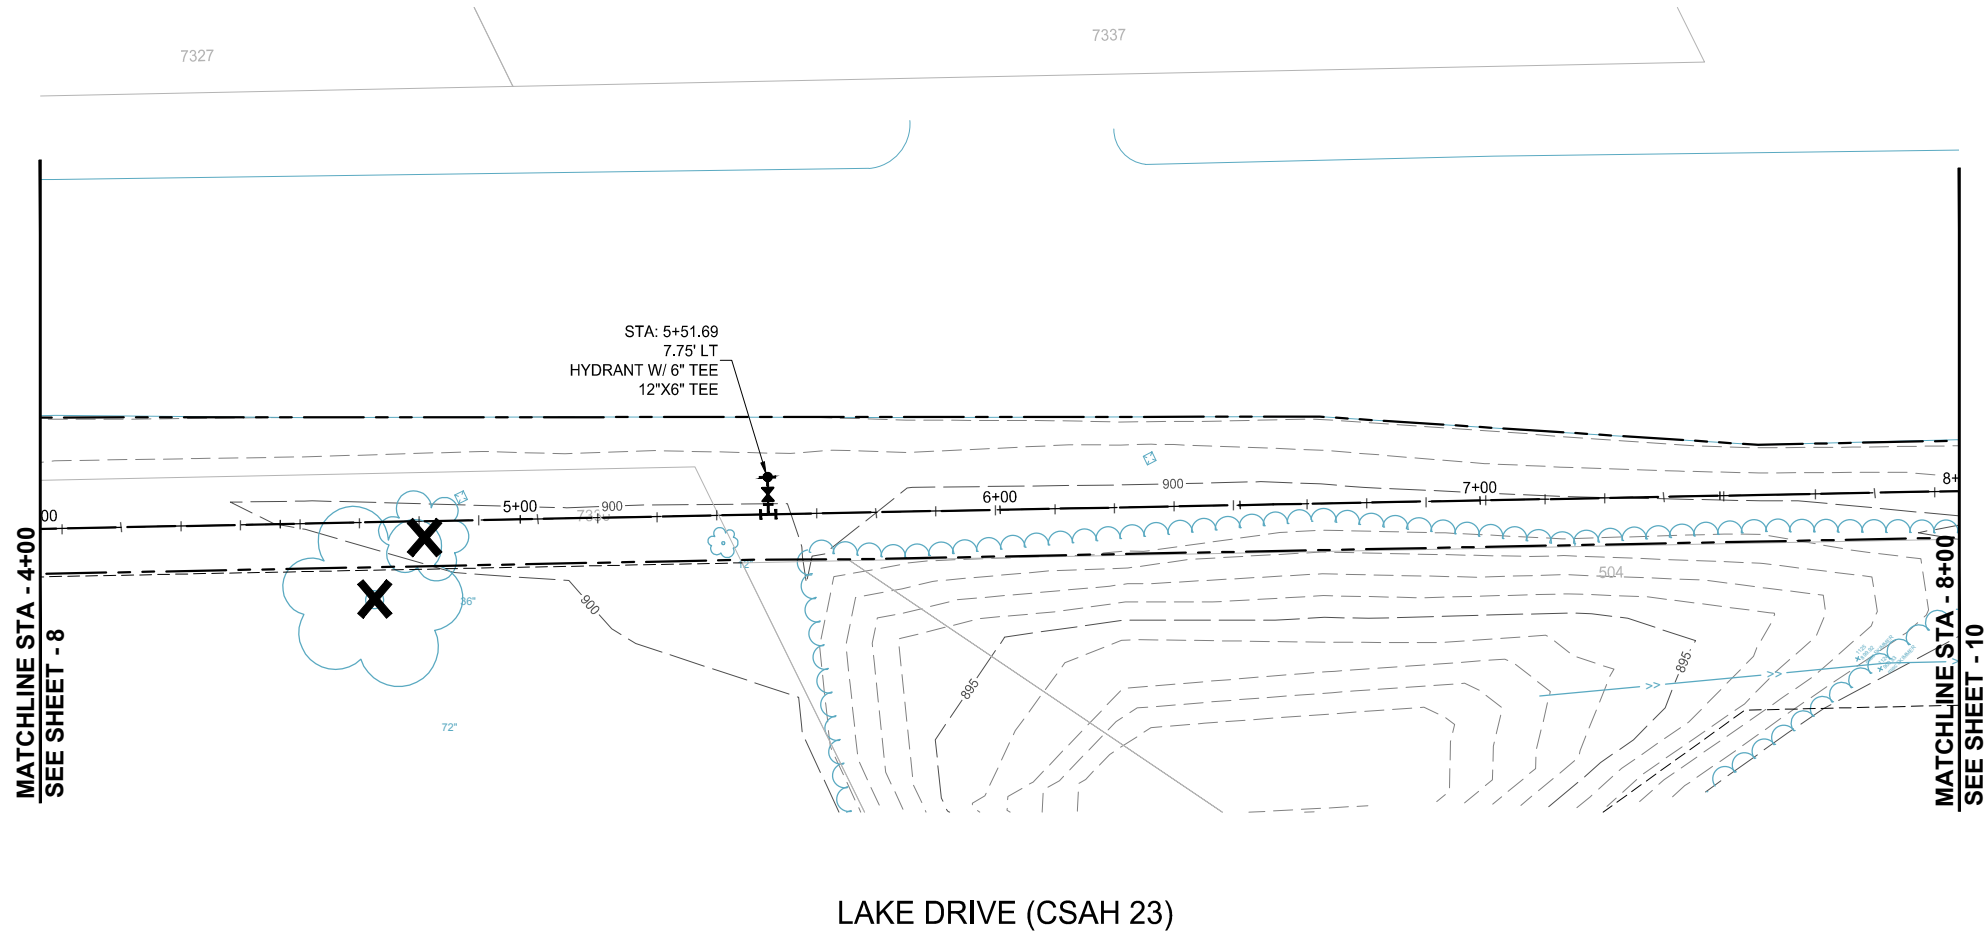 7327
7337
STA: 5+51.69
7.75' LT
HYDRANT W/ 6" TEE
12"X6" TEE
00
5+00
900
6+00
900
7+00
8+
12"
36"
72"
900
895
895
504
>>
>>
MATCHLINE STA - 4+00
SEE SHEET - 8
MATCHLINE STA - 8+00
SEE SHEET - 10
LAKE DRIVE (CSAH 23)